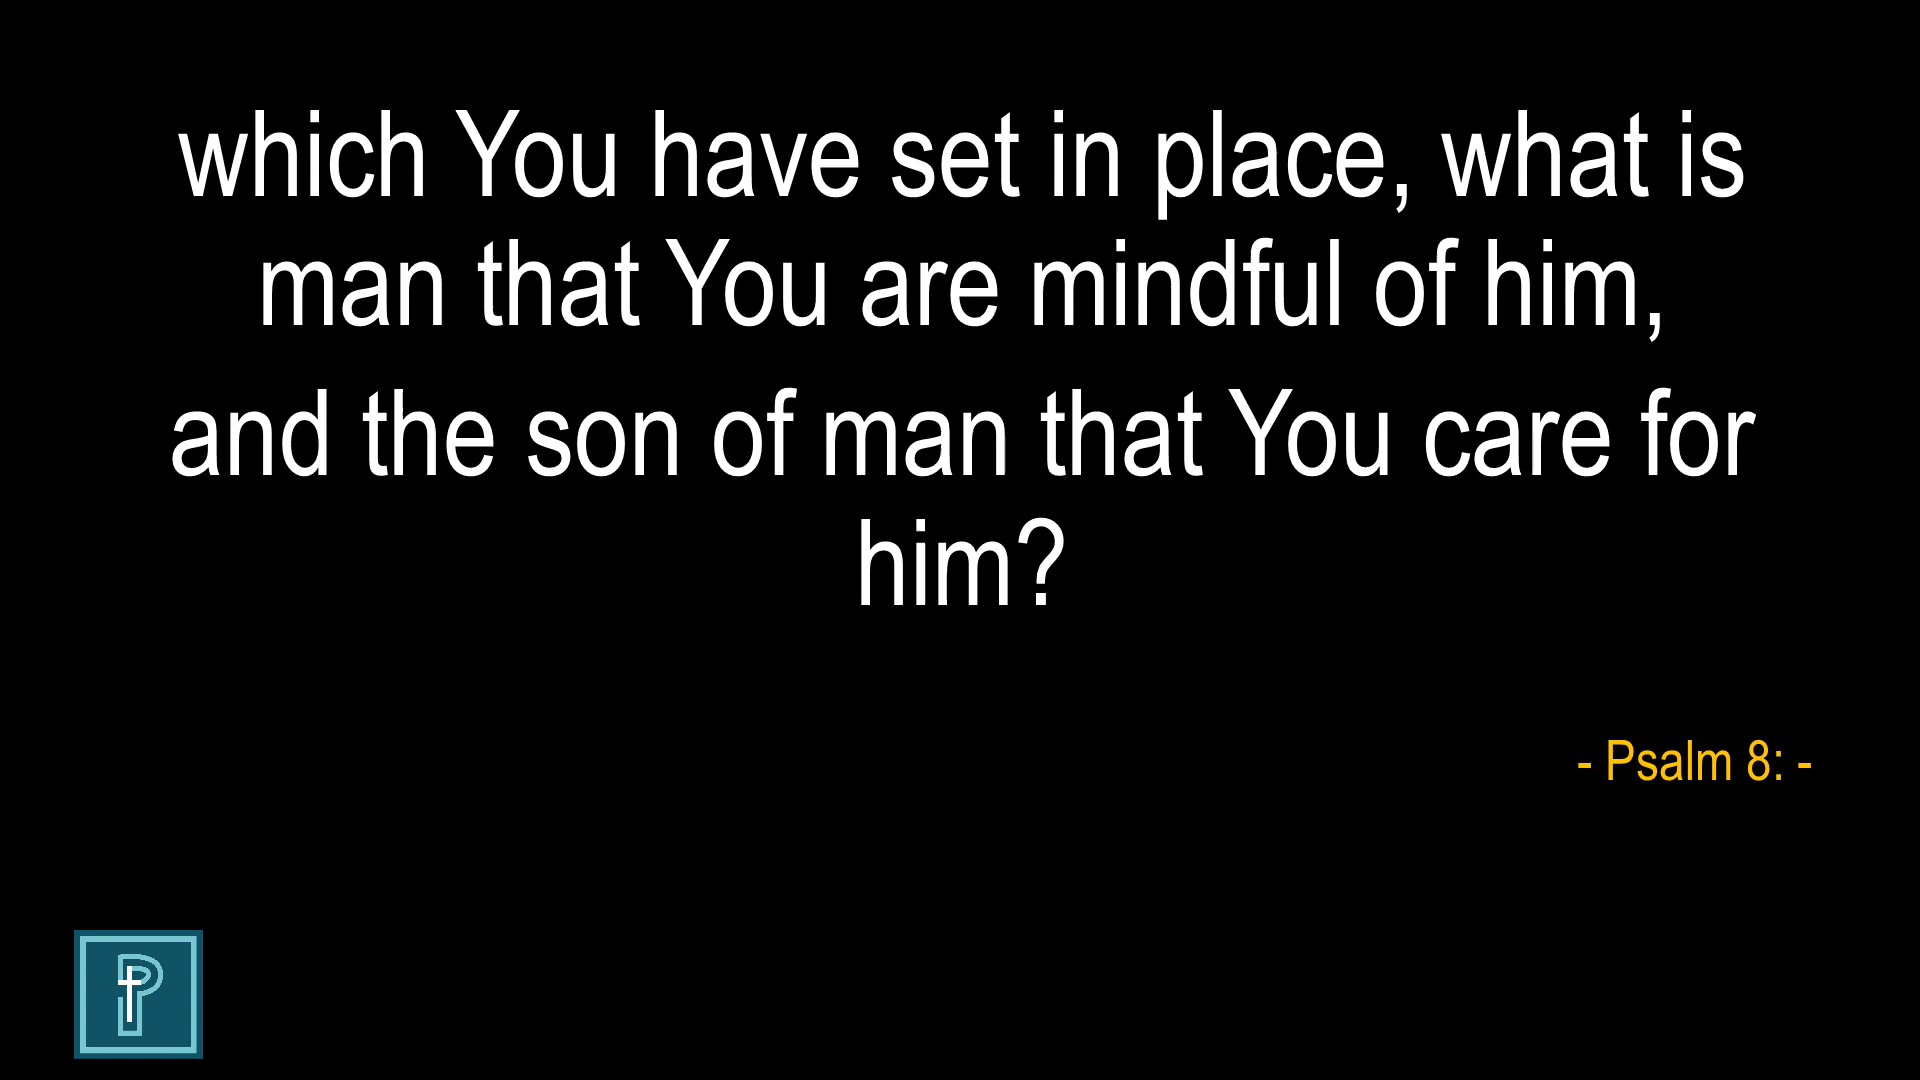 which You have set in place, what is
man that You are mindful of him,
and the son of man that You care for
him?
- Psalm 8: -
P